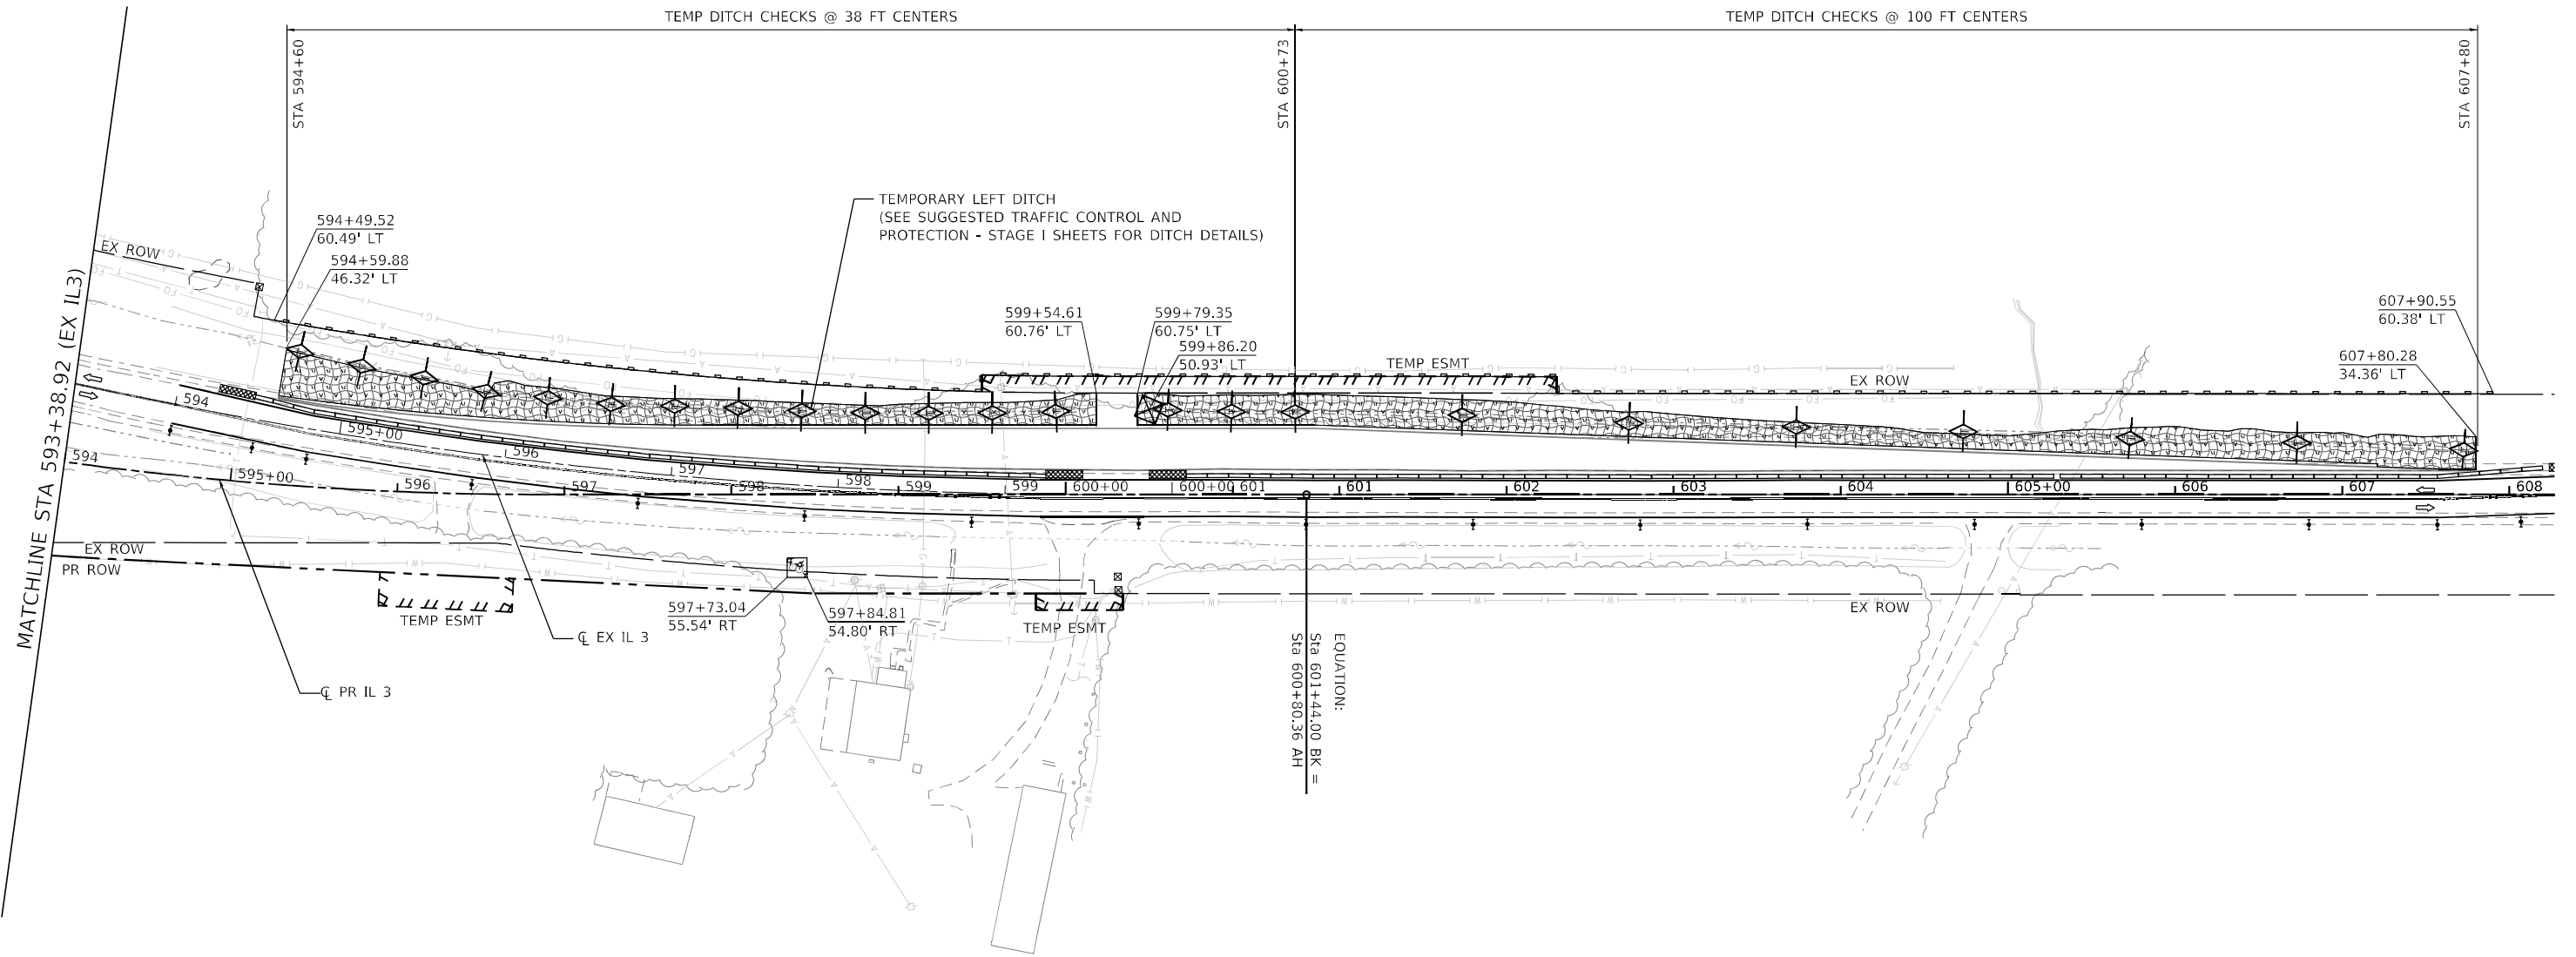 TEMP DITCH CHECKS @ 38 FT CENTERS
TEMP DITCH CHECKS @ 100 FT CENTERS
STA 594+60
STA 600+73
STA 607+80
TEMPORARY LEFT DITCH
(SEE SUGGESTED TRAFFIC CONTROL AND
PROTECTION - STAGE I SHEETS FOR DITCH DETAILS)
594+49.52
60.49' LT
594+59.88
46.32' LT
EX ROW
599+54.61
60.76' LT
599+79.35
60.75' LT
599+86.20
50.93' LT
607+90.55
60.38' LT
607+80.28
34.36' LT
TEMP ESMT
EX ROW
MATCHLINE STA 593+38.92 (EX IL3)
594
595+00
596
597
598
599
600+00
601
594
595+00
596
597
598
599
600+00
601
602
603
604
605+00
606
607
608
EX ROW
PR ROW
TEMP ESMT
597+73.04
55.54' RT
597+84.81
54.80' RT
TEMP ESMT
EX ROW
℄ EX IL 3
℄ PR IL 3
EQUATION:
Sta 601+44.00 BK =
Sta 600+80.36 AH